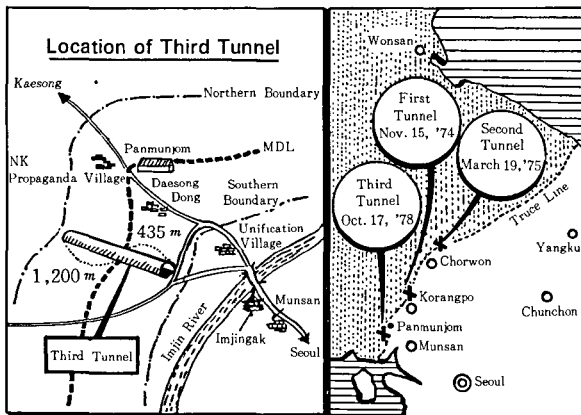 Location of Third Tunnel
Kaesong
Northern Boundary
Panmunjom
MDL
NK
Propaganda Village
Daesong
Dong
Southern
Boundary
435 m
Unification
Village
1,200 m
Imjin River
Munsan
Imjingak
Third Tunnel
Seoul
Wonsan
First
Tunnel
Nov. 15, '74
Second
Tunnel
March 19, '75
Third
Tunnel
Oct. 17, '78
Truce Line
Chorwon
Yangku
Korangpo
Chunchon
Panmunjom
Munsan
Seoul